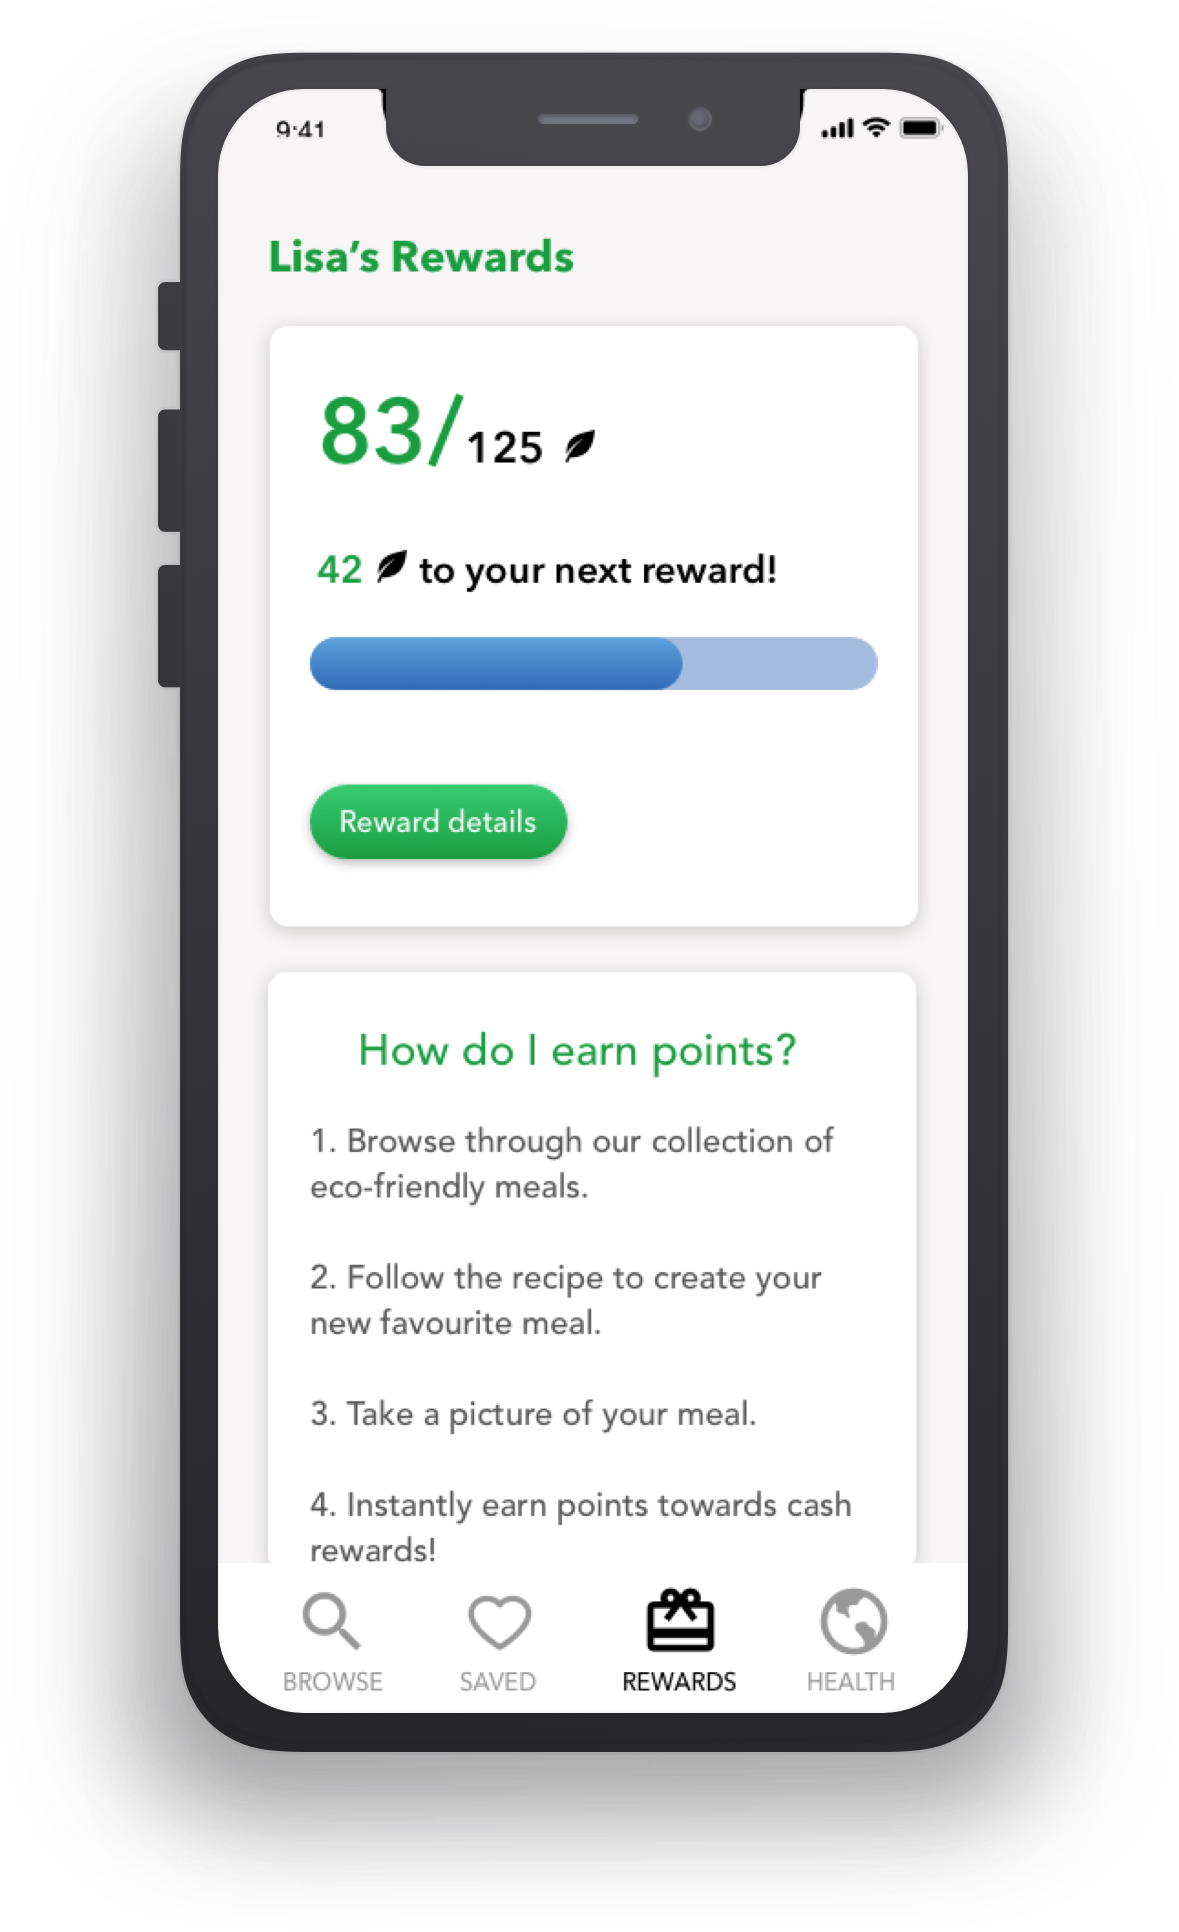 9:41
Lisa’s Rewards
83/125
42 to your next reward!
Reward details
How do I earn points?
1. Browse through our collection of
eco-friendly meals.
2. Follow the recipe to create your
new favourite meal.
3. Take a picture of your meal.
4. Instantly earn points towards cash
rewards!
BROWSE SAVED REWARDS HEALTH